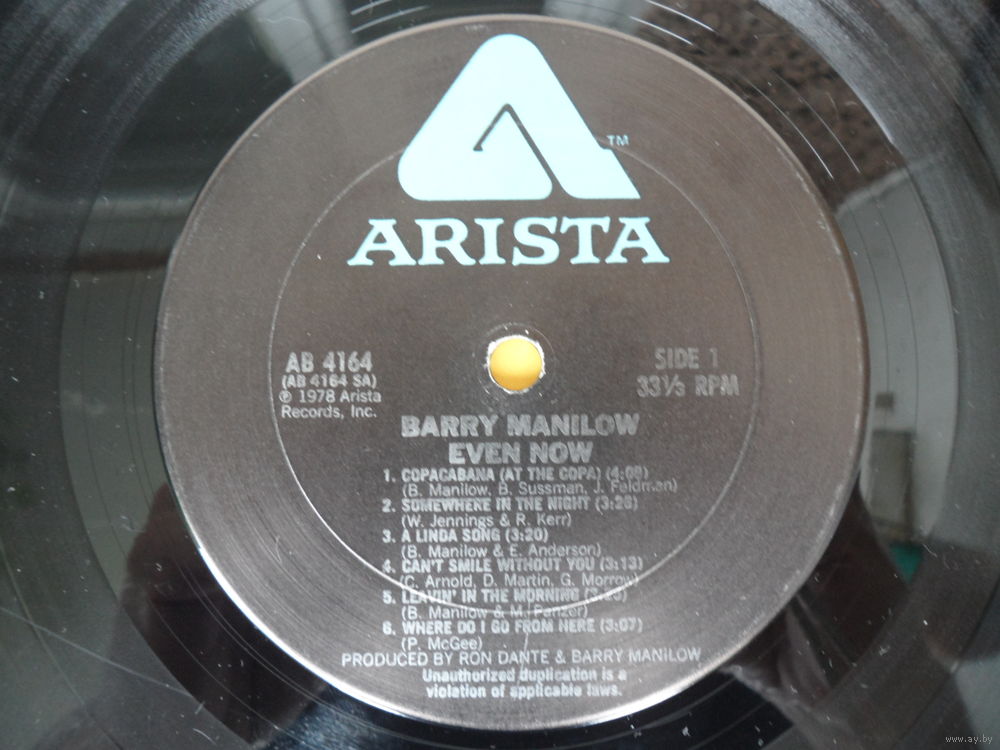 ™
ARISTA
AB 4164
(AB 4164 SA)
℗ 1978 Arista
Records, Inc.
SIDE 1
33⅓ RPM
BARRY MANILOW
EVEN NOW
1. COPACABANA (AT THE COPA)
(B. Manilow, B. Sussman, J. Feldman)
2. SOMEWHERE IN THE NIGHT
(W. Jennings & R. Kerr)
3. A LINDA SONG (3:20)
(B. Manilow & E. Anderson)
4. CAN'T SMILE WITHOUT YOU (3:13)
(C. Arnold, D. Martin, G. Morrow)
5. LEAVIN' IN THE MORNING
(B. Manilow & M. Panzer)
6. WHERE DO I GO FROM HERE (3:07)
(P. McGee)
PRODUCED BY RON DANTE & BARRY MANILOW
Unauthorized duplication is a
violation of applicable laws.
www.ay.by